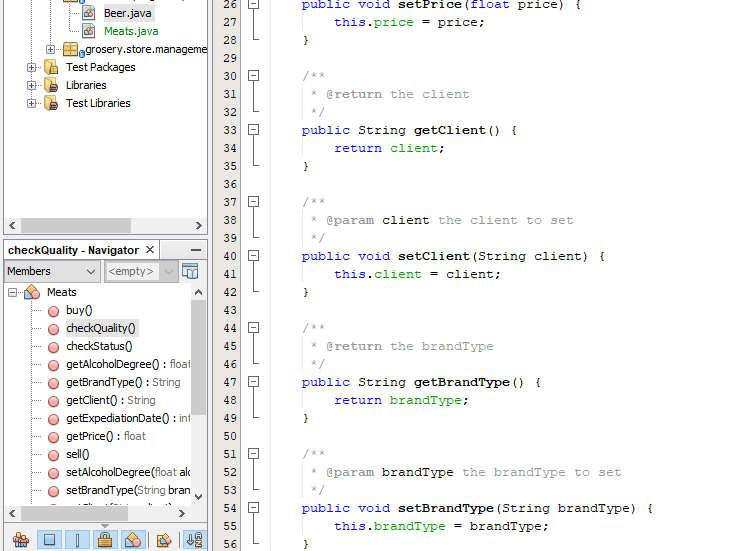 Beer.java
Meats.java
grosery.store.manageme
Test Packages
Libraries
Test Libraries
checkQuality - Navigator
Members
<empty>
Meats
buy()
checkQuality()
checkStatus()
getAlcoholDegree() : float
getBrandType() : String
getClient() : String
getExpediationDate() : int
getPrice() : float
sell()
setAlcoholDegree(float alc
setBrandType(String bran
26 public void setPrice(float price) {
27 this.price = price;
28 }
29
30 /**
31 * @return the client
32 */
33 public String getClient() {
34 return client;
35 }
36
37 /**
38 * @param client the client to set
39 */
40 public void setClient(String client) {
41 this.client = client;
42 }
43
44 /**
45 * @return the brandType
46 */
47 public String getBrandType() {
48 return brandType;
49 }
50
51 /**
52 * @param brandType the brandType to set
53 */
54 public void setBrandType(String brandType) {
55 this.brandType = brandType;
56 }